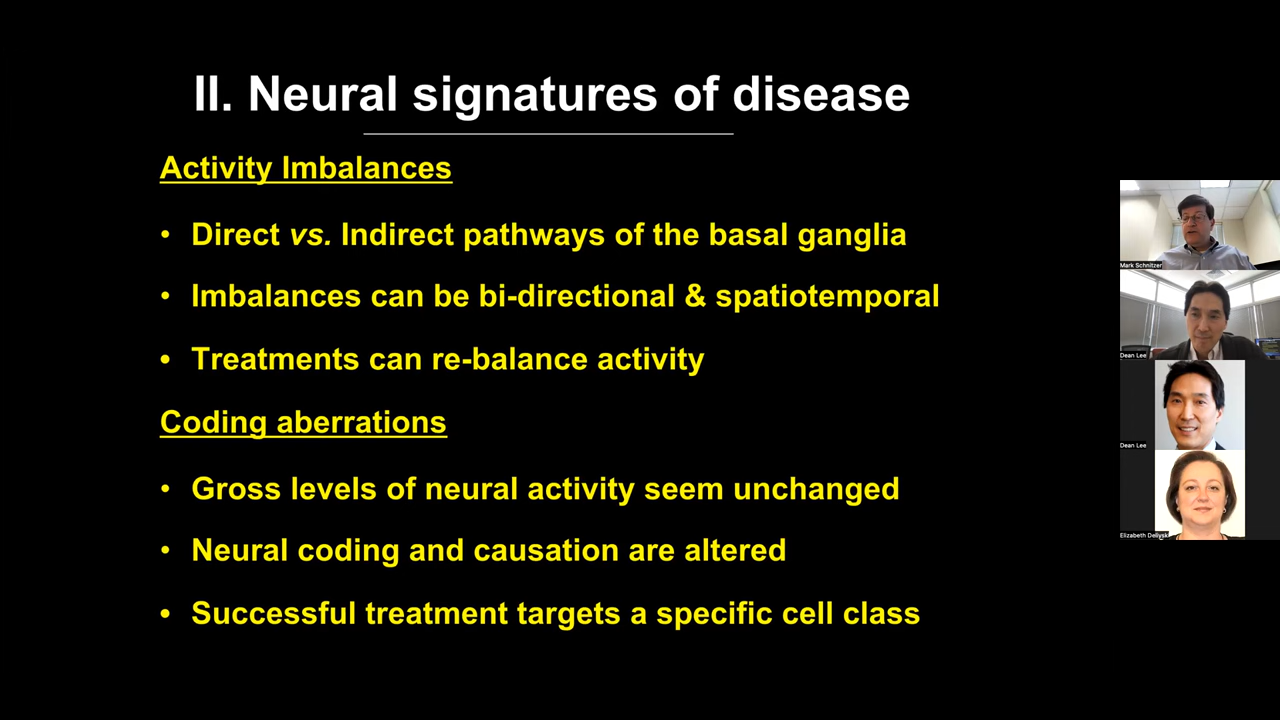 II. Neural signatures of disease
Activity Imbalances
• Direct vs. Indirect pathways of the basal ganglia
• Imbalances can be bi-directional & spatiotemporal
• Treatments can re-balance activity
Coding aberrations
• Gross levels of neural activity seem unchanged
• Neural coding and causation are altered
• Successful treatment targets a specific cell class
Mark Schnitzer
Dean Lee
Dean Lee
Elizabeth